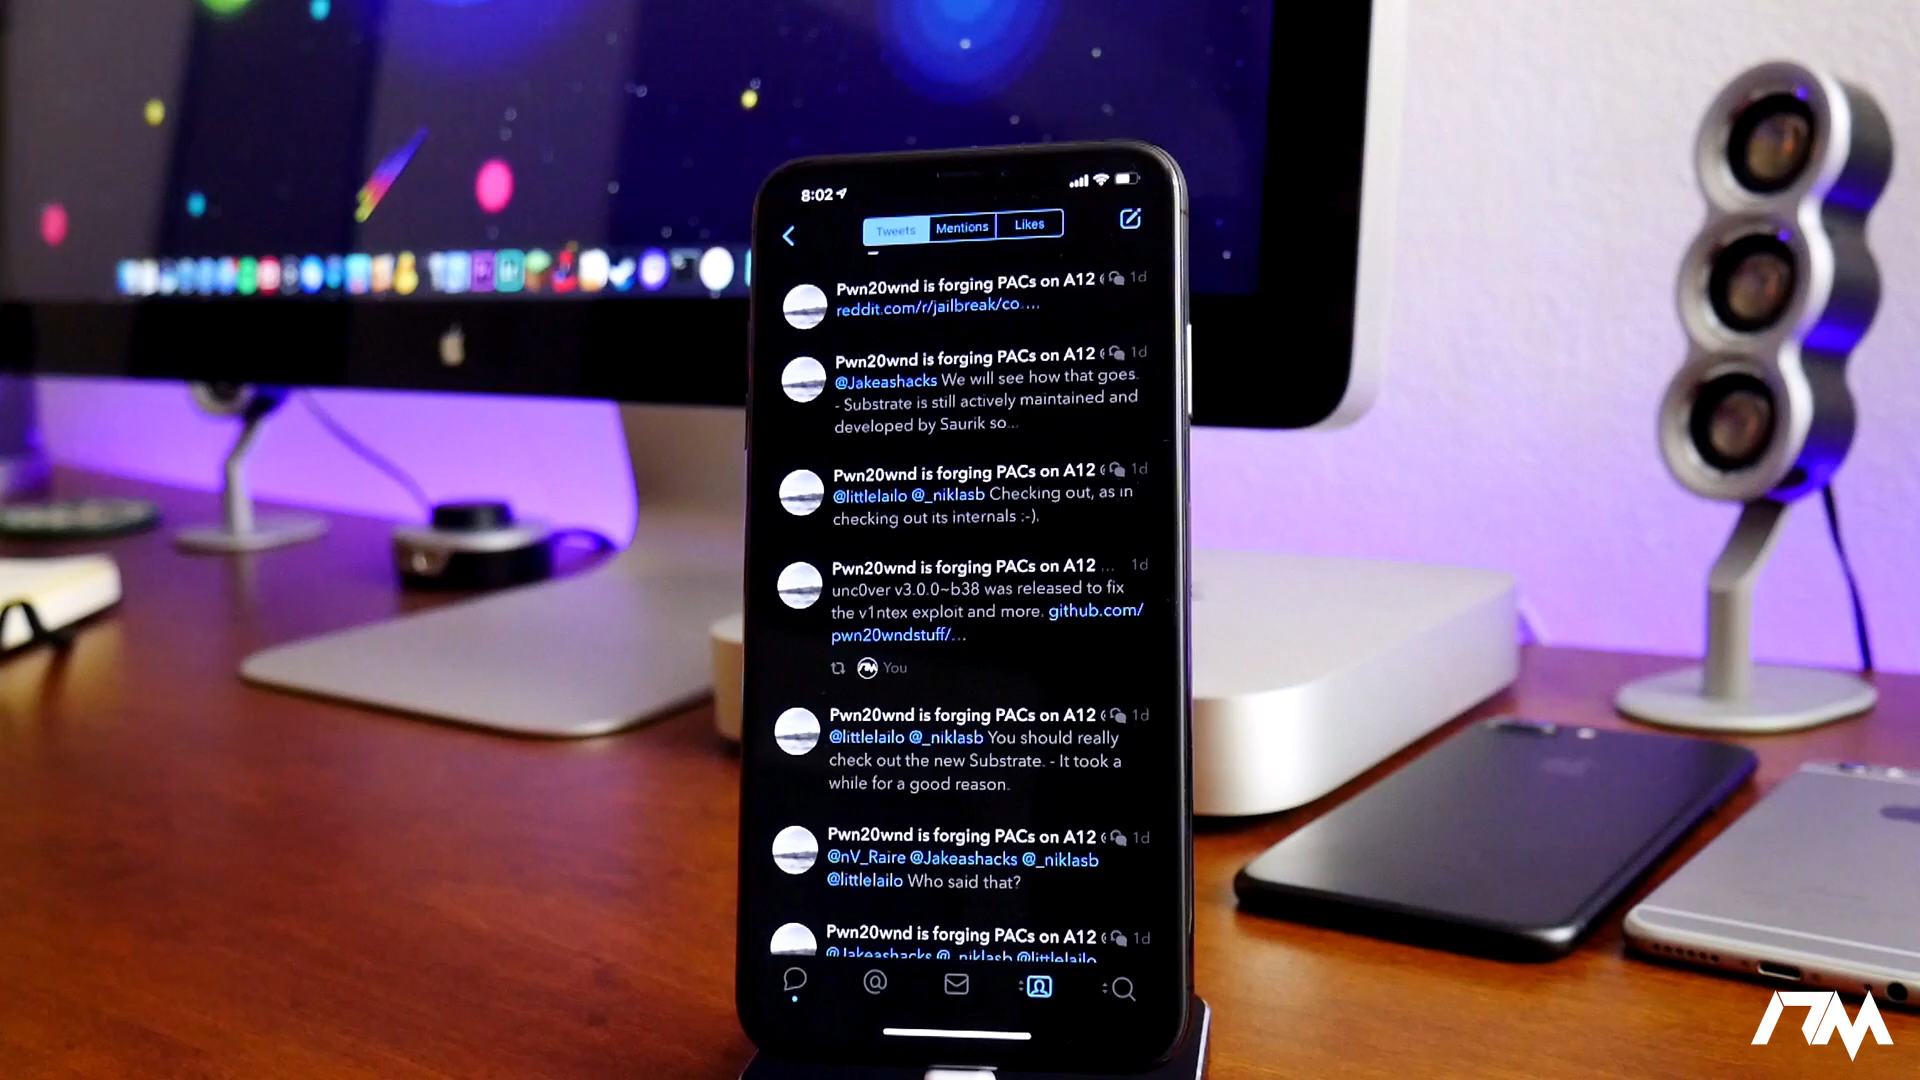 8:02
Tweets Mentions Likes
Pwn20wnd is forging PACs on A12 1d
reddit.com/r/jailbreak/co….
Pwn20wnd is forging PACs on A12 1d
@Jakeashacks We will see how that goes.
- Substrate is still actively maintained and
developed by Saurik so…
Pwn20wnd is forging PACs on A12 1d
@littlelailo @_niklasb Checking out, as in
checking out its internals :-).
Pwn20wnd is forging PACs on A12 … 1d
unc0ver v3.0.0~b38 was released to fix
the v1ntex exploit and more. github.com/
pwn20wndstuff/…
You
Pwn20wnd is forging PACs on A12 1d
@littlelailo @_niklasb You should really
check out the new Substrate. - It took a
while for a good reason.
Pwn20wnd is forging PACs on A12 1d
@nV_Raire @Jakeashacks @_niklasb
@littlelailo Who said that?
Pwn20wnd is forging PACs on A12 1d
@Jakeashacks @_niklasb @littlelailo